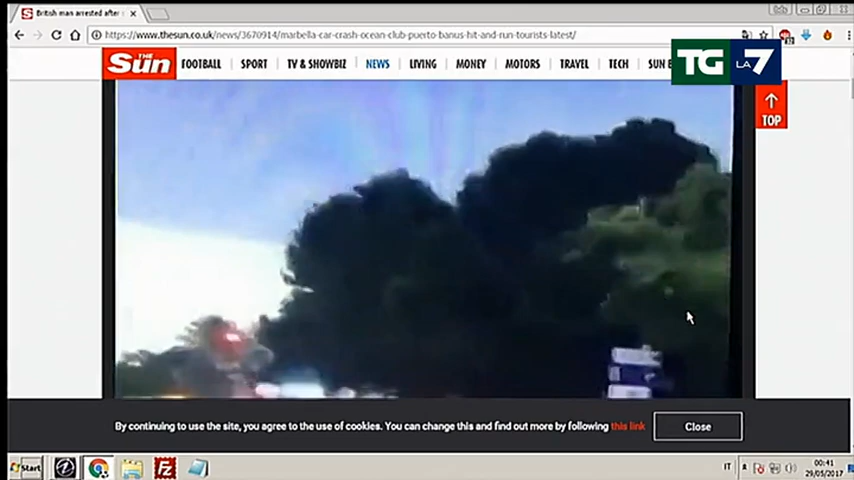 British man arrested after
https://www.thesun.co.uk/news/3670914/marbella-car-crash-ocean-club-puerto-banus-hit-and-run-tourists-latest/
THE Sun FOOTBALL SPORT TV & SHOWBIZ NEWS LIVING MONEY MOTORS TRAVEL TECH SUN
TG LA7
TOP
By continuing to use the site, you agree to the use of cookies. You can change this and find out more by following this link
Close
Start
IT
00:41
29/05/2017